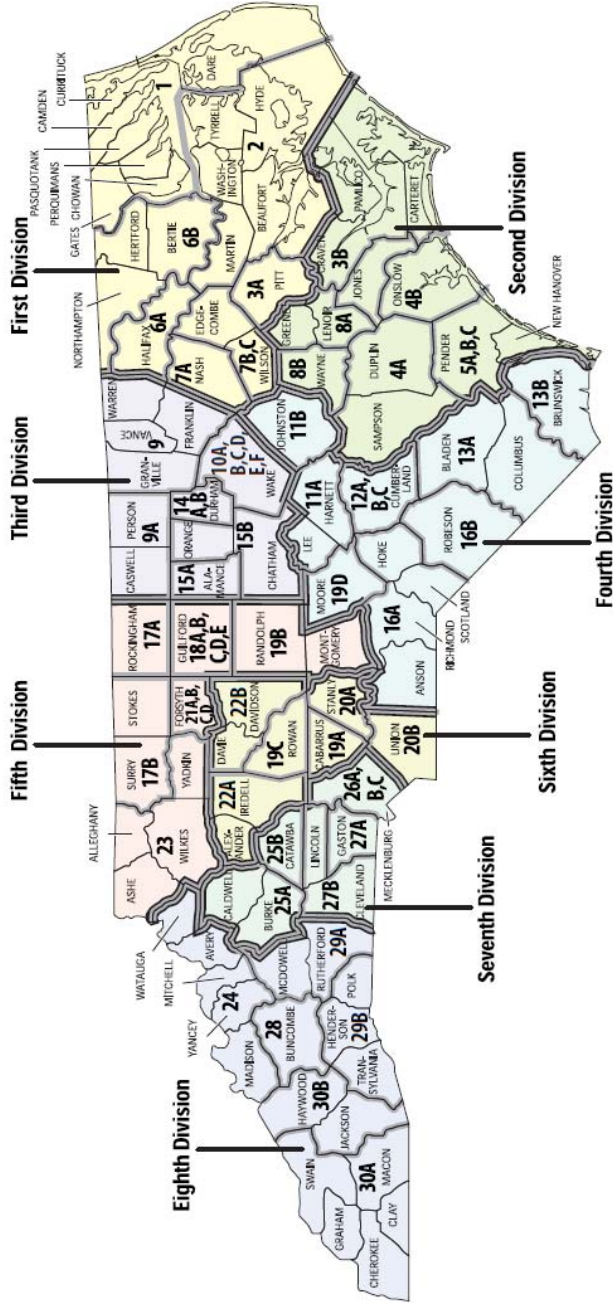 First Division
Second Division
Third Division
Fourth Division
Fifth Division
Sixth Division
Seventh Division
Eighth Division
CAMDEN
CURRITUCK
PASQUOTANK
PERQUIMANS
GATES
CHOWAN
1
DARE
TYRRELL
HYDE
2
WASH-
INGTON
BEAUFORT
MARTIN
HERTFORD
BERTIE
6B
NORTHAMPTON
6A
HALIFAX
EDGE-
COMBE
7A
NASH
7B,C
WILSON
3A
PITT
CRAVEN
PAMLICO
3B
CARTERET
JONES
ONSLOW
4B
GREENE
LENOIR
8A
8B
WAYNE
DUPLIN
4A
SAMPSON
PENDER
5A,B,C
NEW HANOVER
WARREN
VANCE
9
FRANKLIN
GRAN-
VILLE
PERSON
9A
CASWELL
10A,
B,C,D,
E,F
WAKE
14
A,B
DURHAM
ORANGE
15B
CHATHAM
15A
ALA-
MANCE
JOHNSTON
11B
11A
HARNETT
LEE
12A,
B,C
CUMBER-
LAND
BLADEN
13A
COLUMBUS
13B
BRUNSWICK
ROBESON
16B
HOKE
MOORE
19D
16A
SCOTLAND
RICHMOND
ANSON
ROCKINGHAM
17A
GUILFORD
18A,B,
C,D,E
RANDOLPH
19B
MONT-
GOMERY
STOKES
SURRY
17B
FORSYTH
21A,B,
C,D
YADKIN
ALLEGHANY
ASHE
23
WILKES
22B
DAVIDSON
DAVIE
22A
IREDELL
ALEX-
ANDER
19C
ROWAN
CABARRUS
19A
STANLY
20A
UNION
20B
26A,
B,C
MECKLENBURG
GASTON
27A
LINCOLN
27B
CLEVELAND
25B
CATAWBA
CALDWELL
BURKE
25A
WATAUGA
AVERY
MITCHELL
YANCEY
24
MADISON
MCDOWELL
RUTHERFORD
29A
POLK
HENDER-
SON
29B
TRAN-
SYLVANIA
28
BUNCOMBE
HAYWOOD
30B
JACKSON
SWAIN
30A
MACON
GRAHAM
CHEROKEE
CLAY